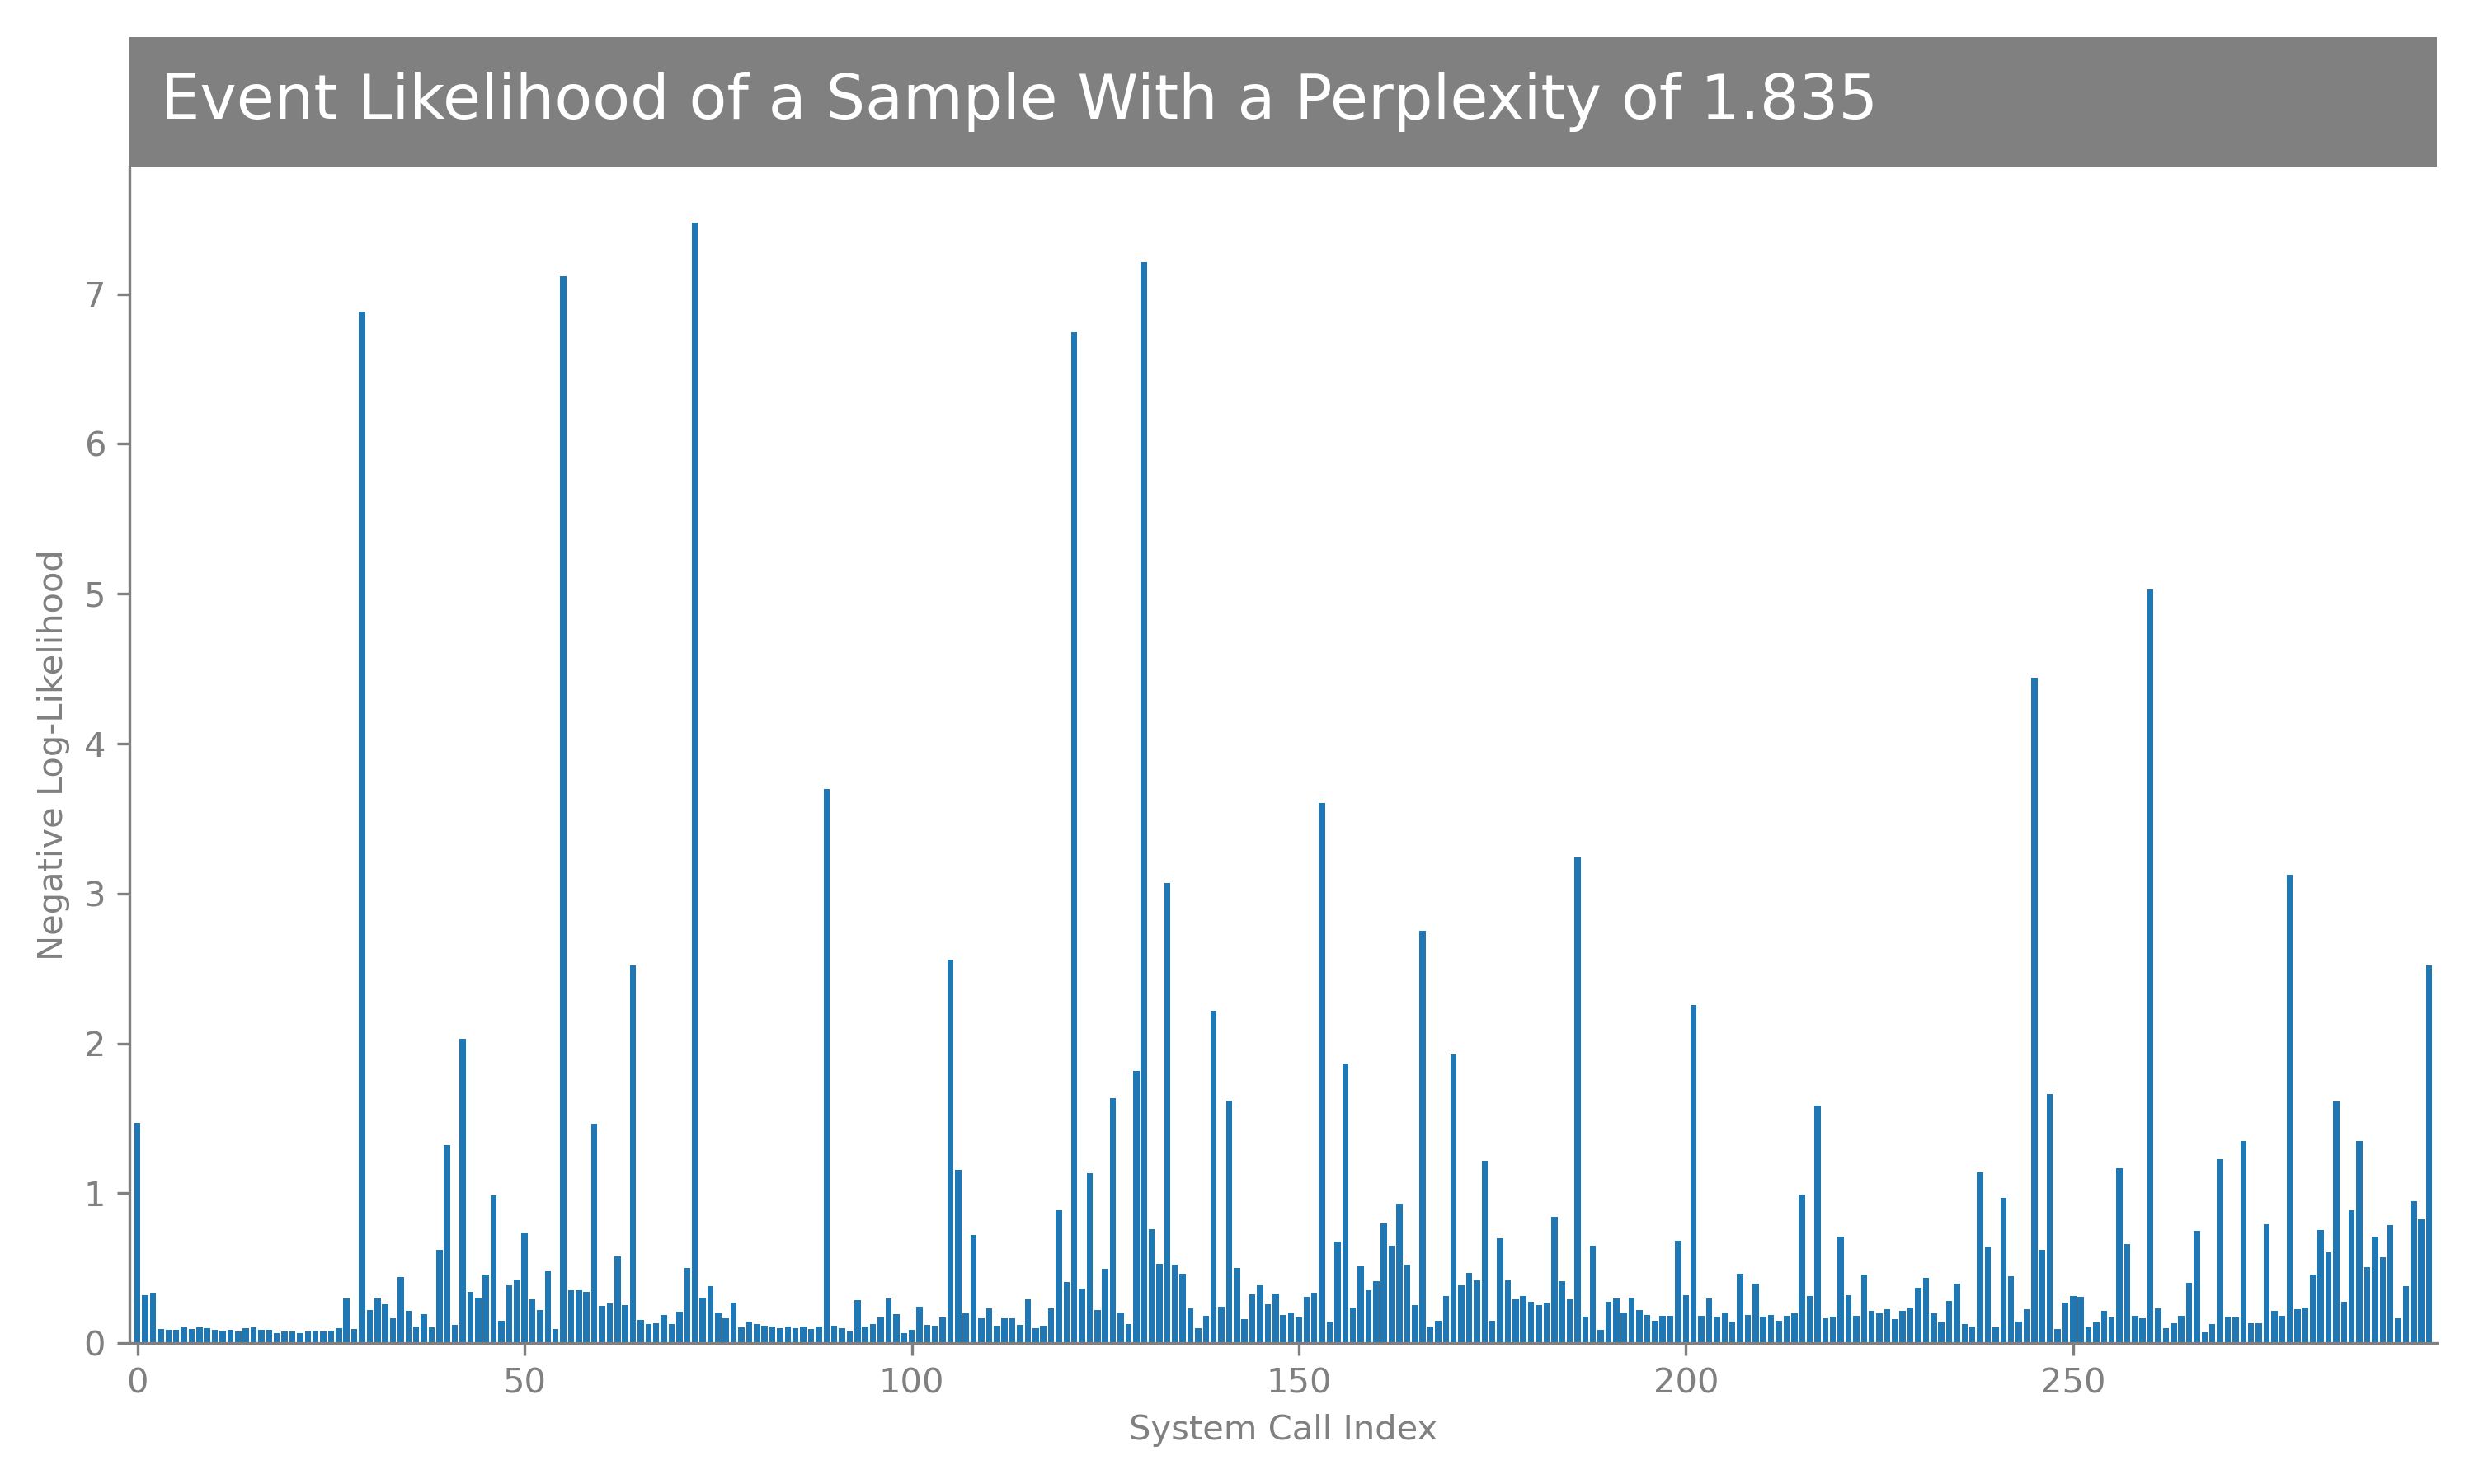 Event Likelihood of a Sample With a Perplexity of 1.835
Negative Log-Likelihood
7
6
5
4
3
2
1
0
0 50 100 150 200 250
System Call Index